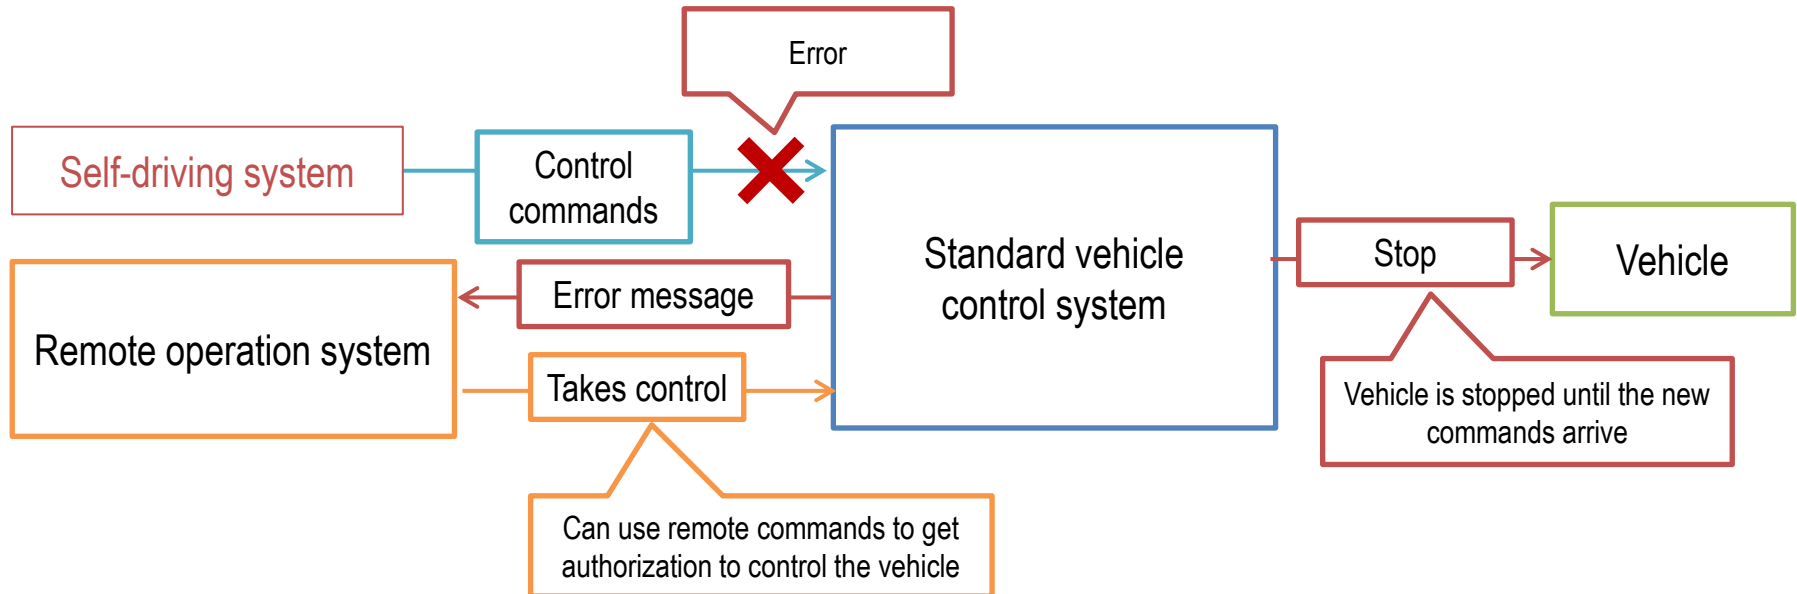 Error
Self-driving system
Control
commands
Standard vehicle
control system
Stop
Vehicle
Error message
Remote operation system
Takes control
Vehicle is stopped until the new
commands arrive
Can use remote commands to get
authorization to control the vehicle